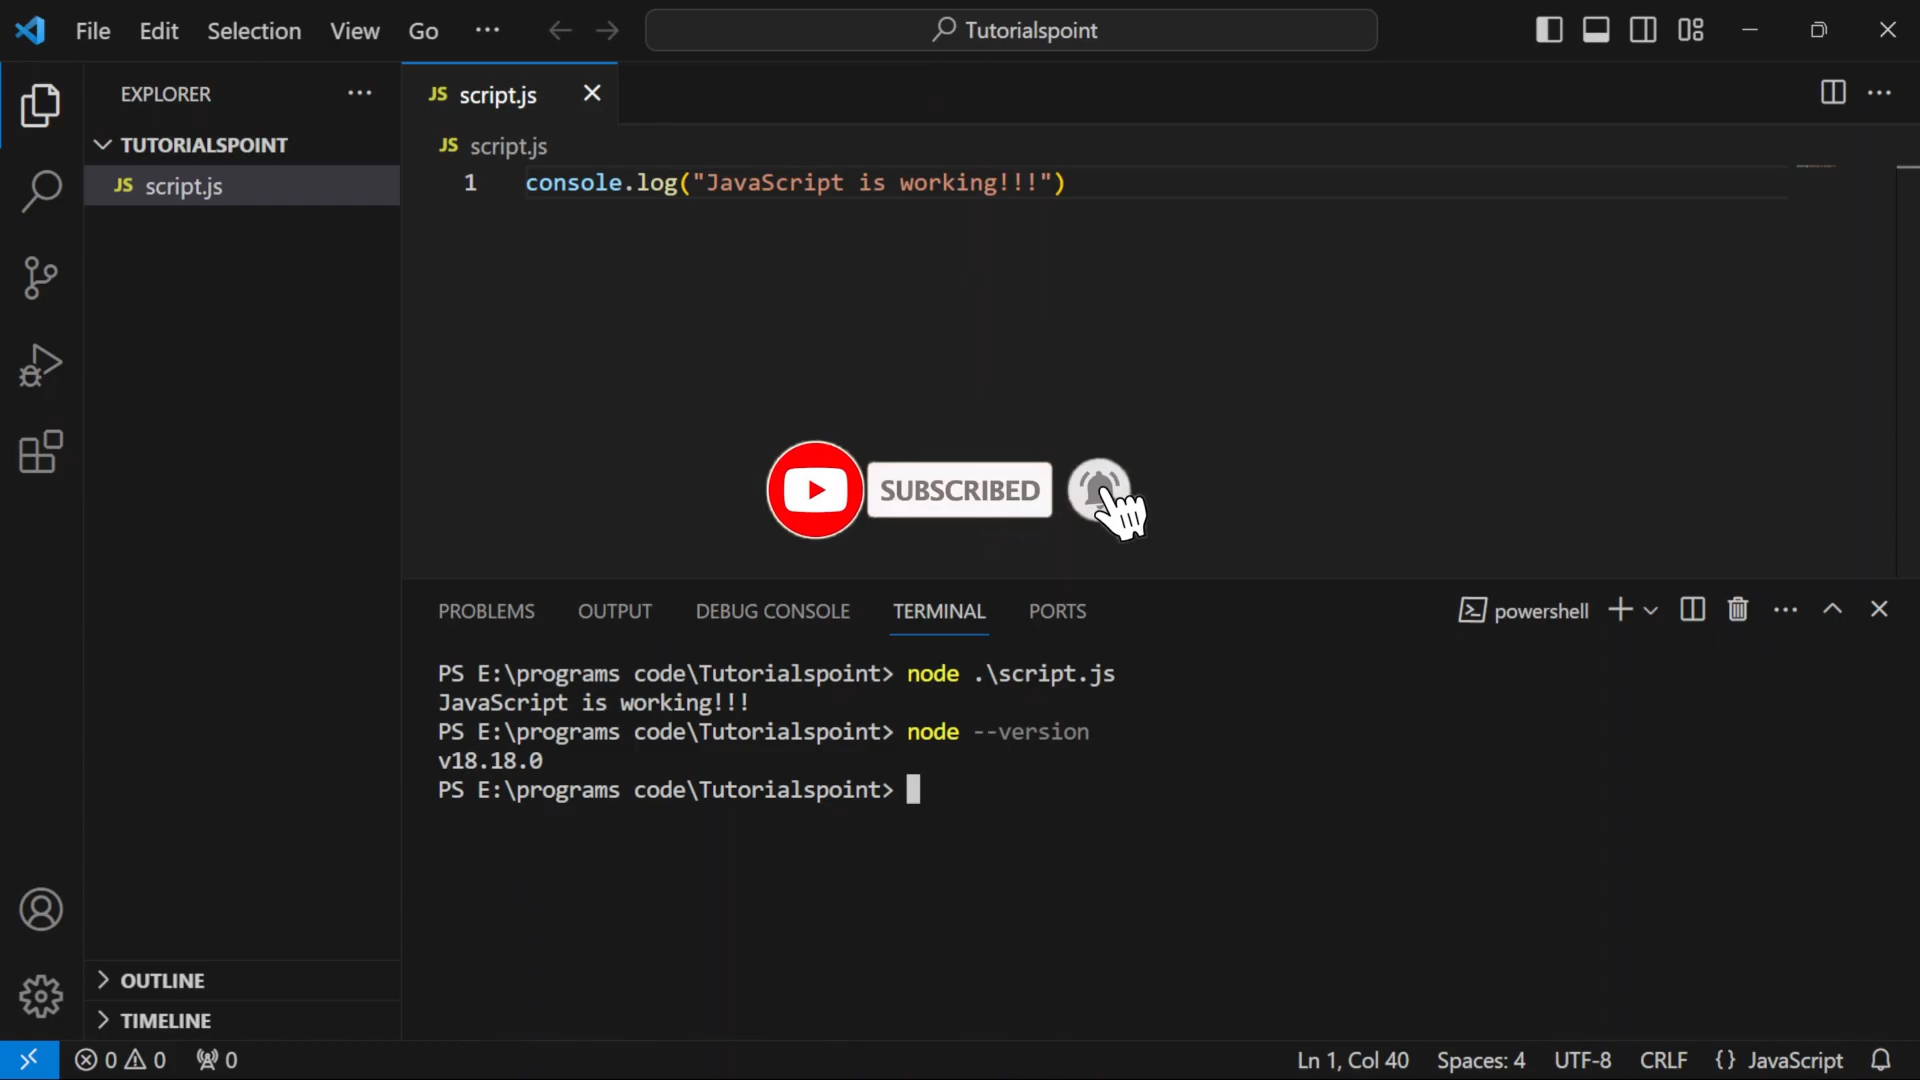 File Edit Selection View Go ···
Tutorialspoint
EXPLORER ···
TUTORIALSPOINT
JS script.js
JS script.js
JS script.js
1 console.log("JavaScript is working!!!")
SUBSCRIBED
PROBLEMS OUTPUT DEBUG CONSOLE TERMINAL PORTS
powershell
PS E:\programs code\Tutorialspoint> node .\script.js
JavaScript is working!!!
PS E:\programs code\Tutorialspoint> node --version
v18.18.0
PS E:\programs code\Tutorialspoint>
OUTLINE
TIMELINE
0 0 0
Ln 1, Col 40 Spaces: 4 UTF-8 CRLF {} JavaScript